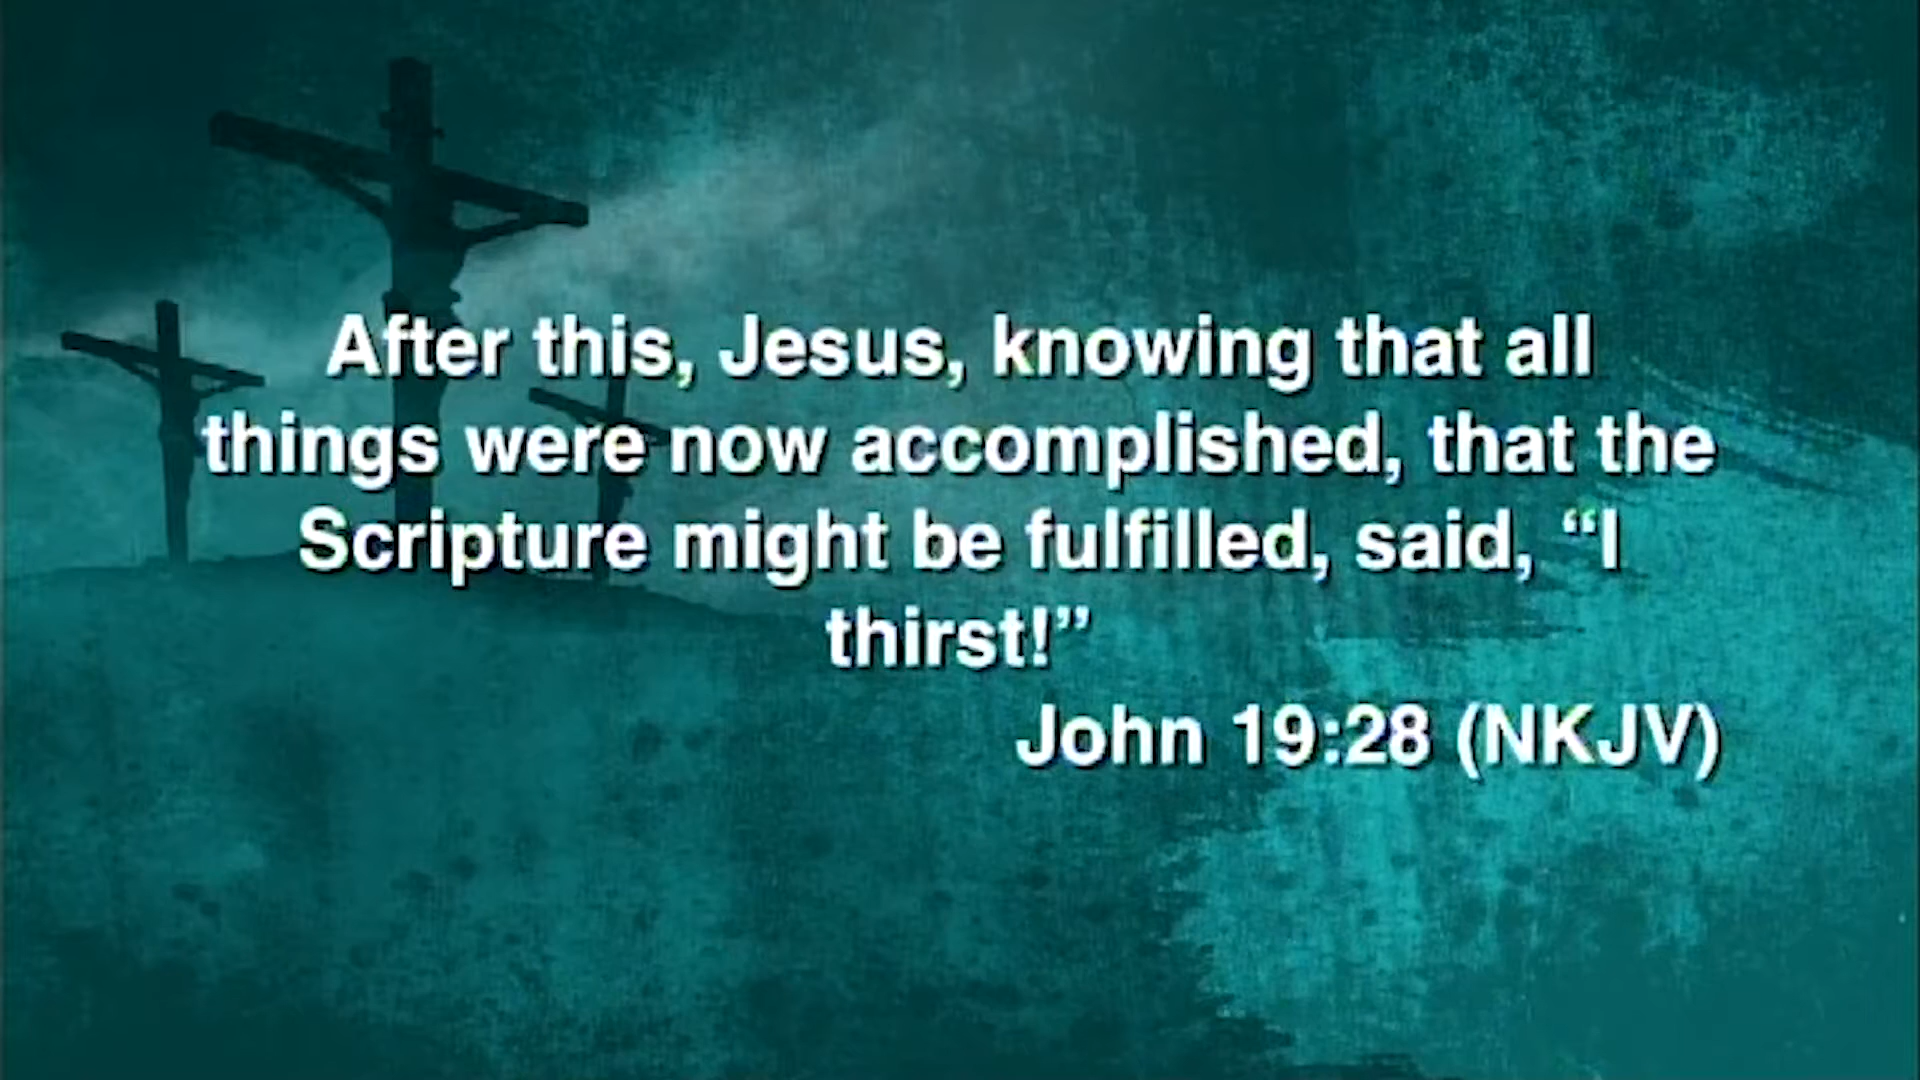 After this, Jesus, knowing that all
things were now accomplished, that the
Scripture might be fulfilled, said, “I
thirst!”
John 19:28 (NKJV)